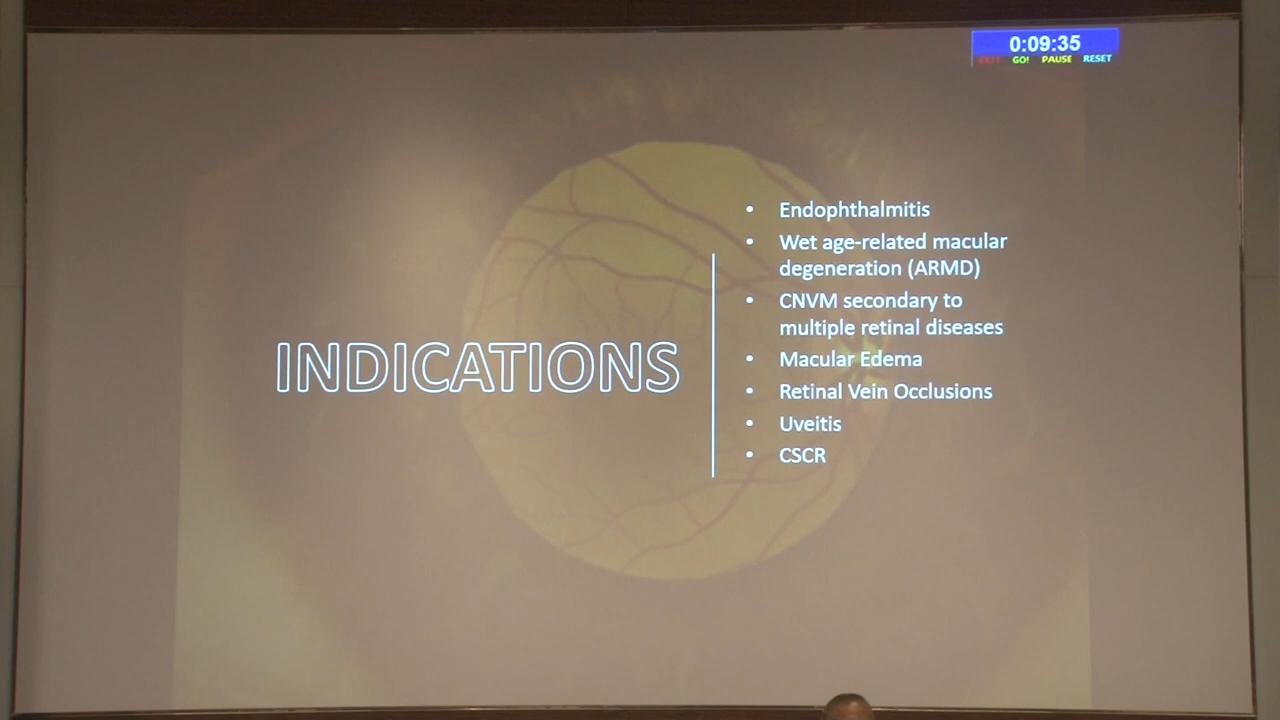 0:09:35
EXIT GO! PAUSE RESET
INDICATIONS
• Endophthalmitis
• Wet age-related macular
degeneration (ARMD)
• CNVM secondary to
multiple retinal diseases
• Macular Edema
• Retinal Vein Occlusions
• Uveitis
• CSCR